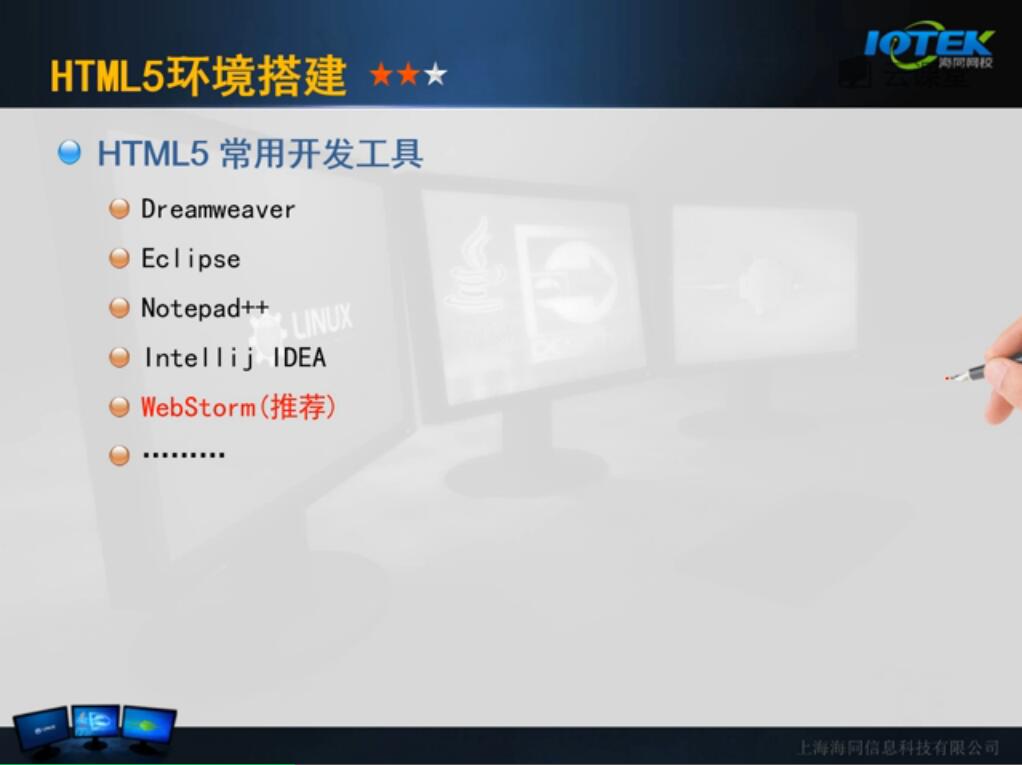 HTML5环境搭建
IOTEK
海同网校
云课堂
HTML5 常用开发工具
Dreamweaver
Eclipse
Notepad++
Intellij IDEA
WebStorm(推荐)
………
LINUX
上海海同信息科技有限公司